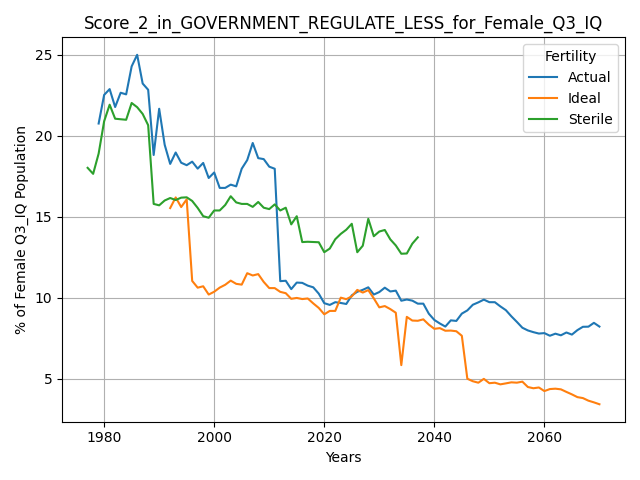 Score_2_in_GOVERNMENT_REGULATE_LESS_for_Female_Q3_IQ
% of Female Q3_IQ Population
25
20
15
10
5
Fertility
Actual
Ideal
Sterile
1980
2000
2020
2040
2060
Years